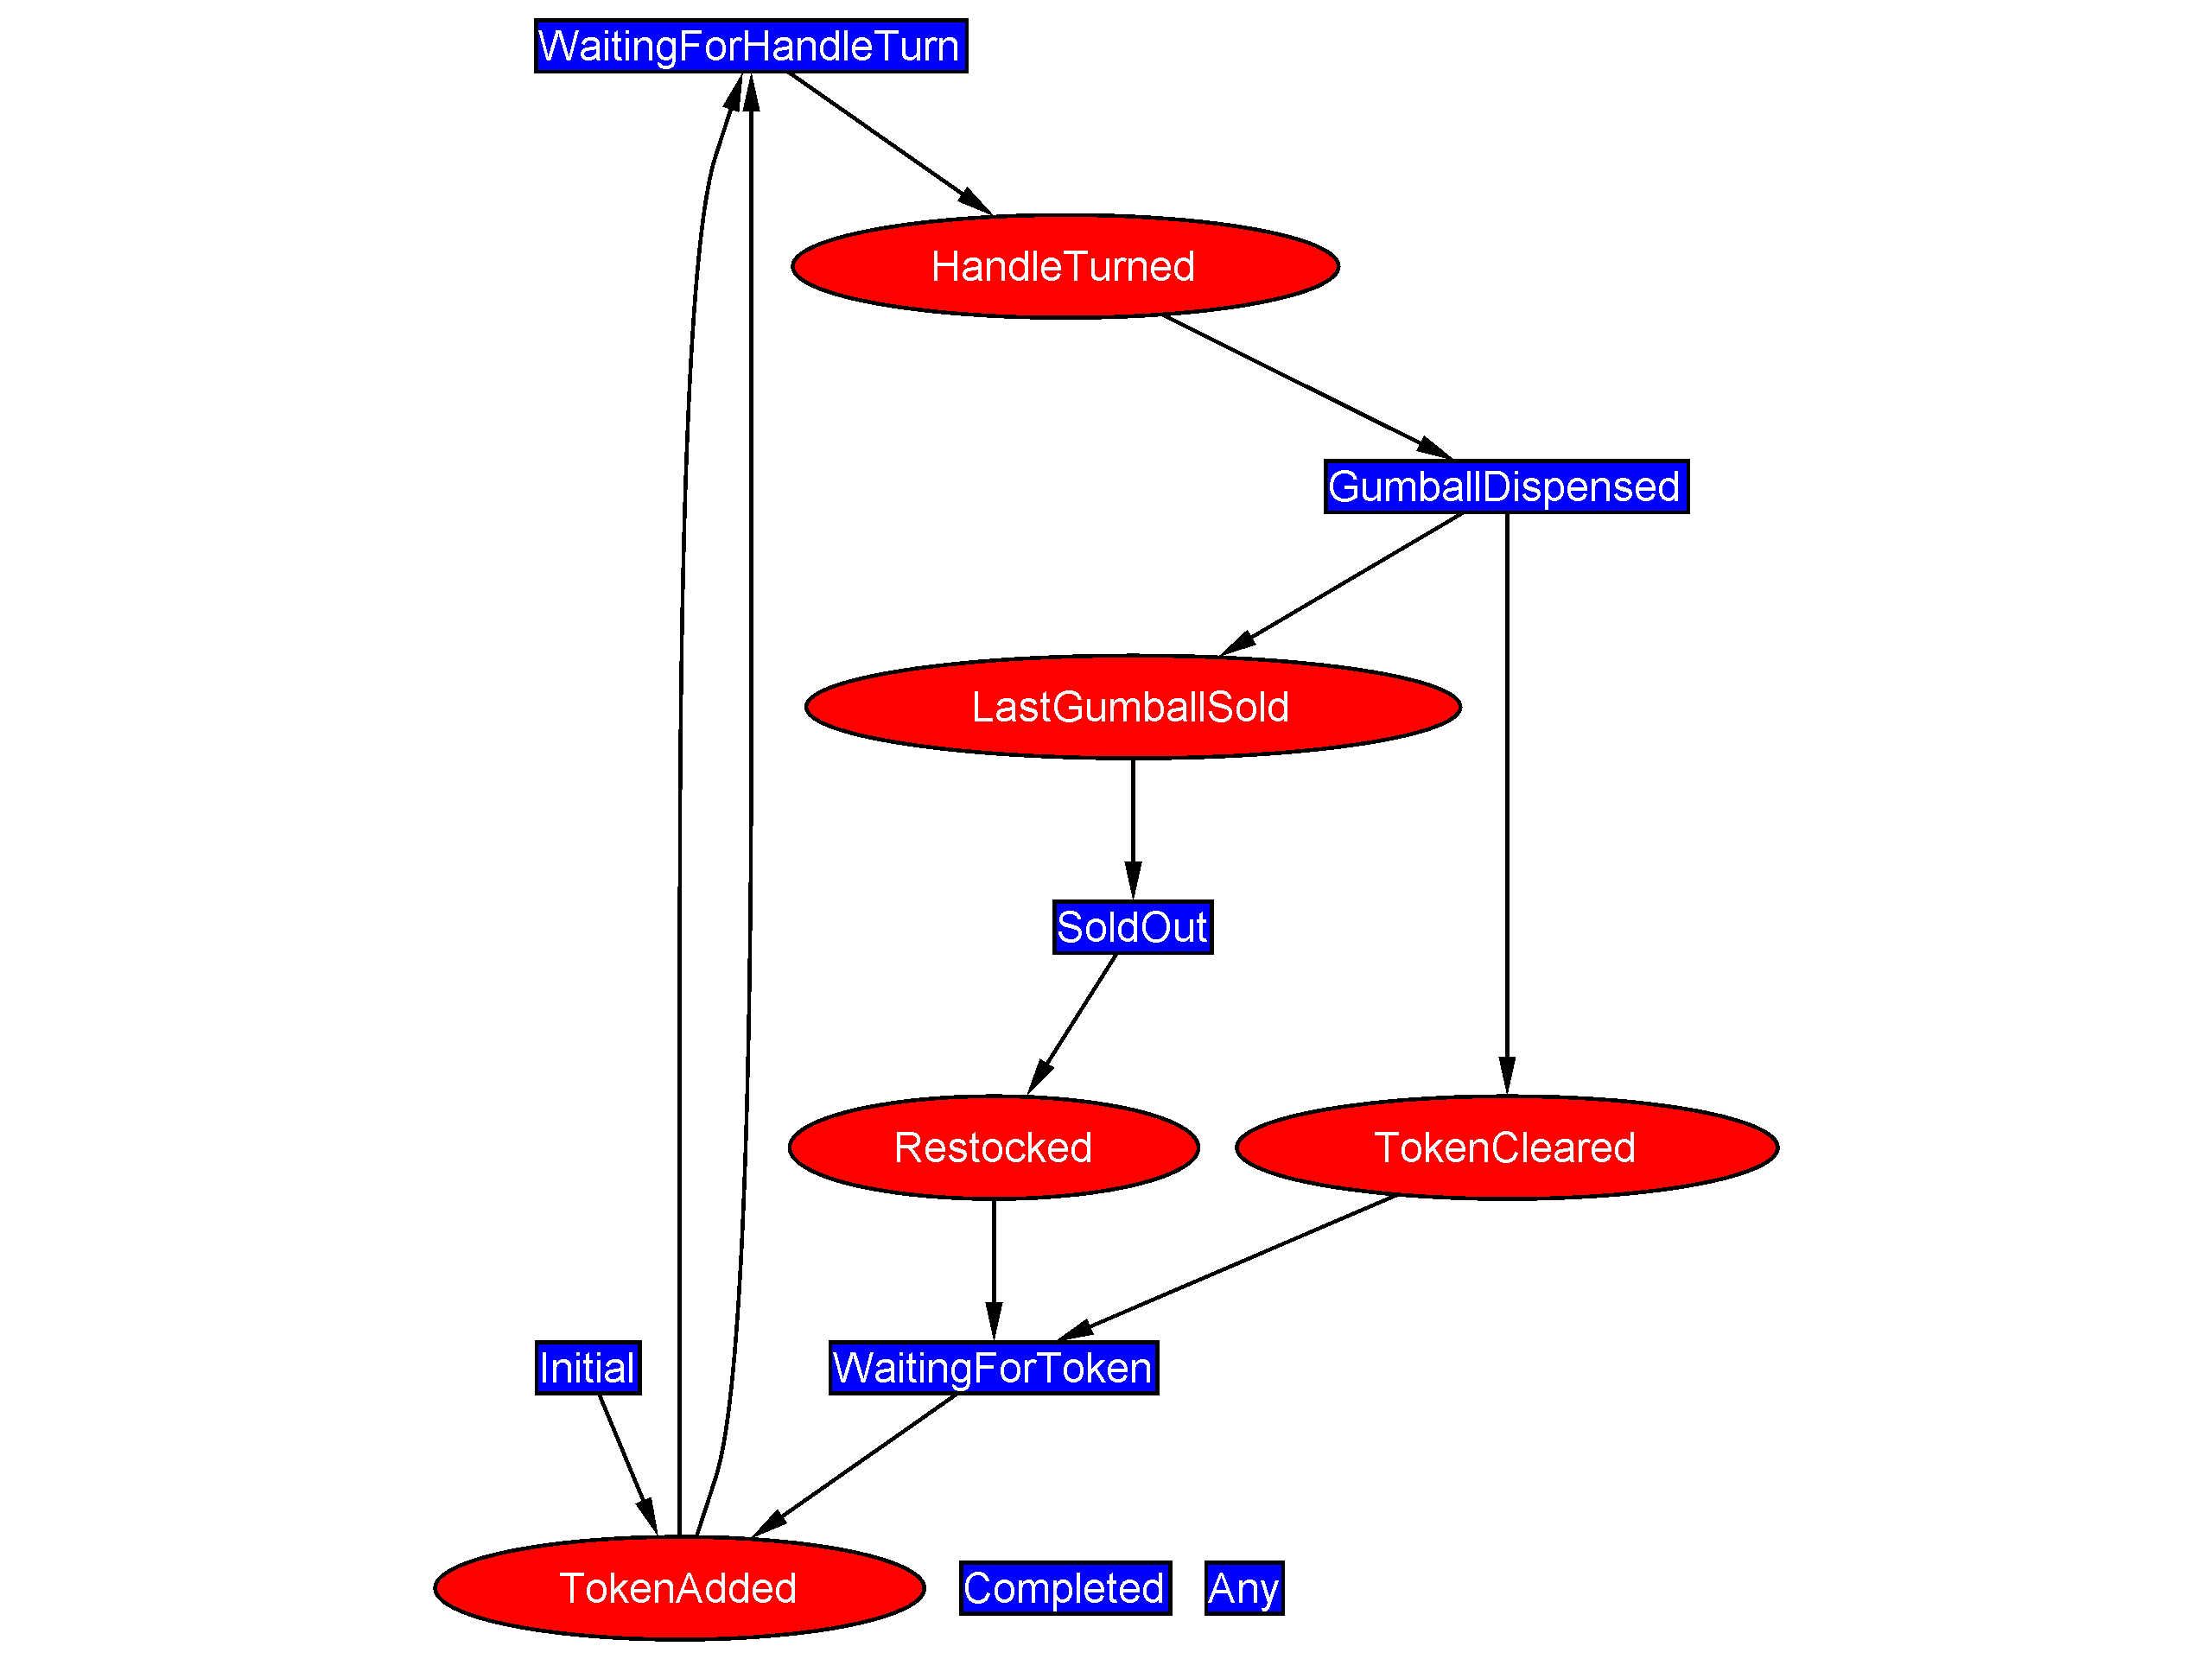 WaitingForHandleTurn
HandleTurned
GumballDispensed
LastGumballSold
SoldOut
Restocked
TokenCleared
Initial
WaitingForToken
TokenAdded
Completed
Any